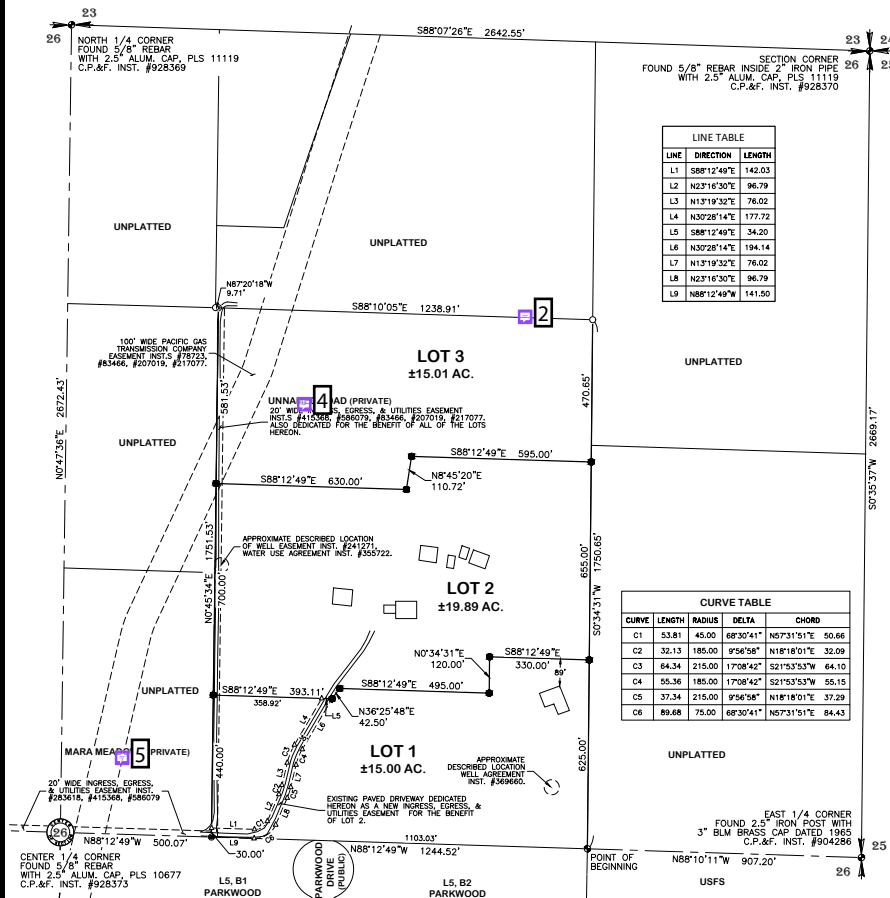 23
26
S88°07'26"E 2642.55'
23
24
26
25
NORTH 1/4 CORNER
FOUND 5/8" REBAR
WITH 2.5" ALUM. CAP, PLS 11119
C.P.&F. INST. #928369
SECTION CORNER
FOUND 5/8" REBAR INSIDE 2" IRON PIPE
WITH 2.5" ALUM. CAP, PLS 11119
C.P.&F. INST. #928370
LINE TABLE
LINE DIRECTION LENGTH
L1 S88°12'49"E 142.03
L2 N23°16'30"E 96.79
L3 N13°19'32"E 76.02
L4 N30°28'14"E 177.72
L5 S88°12'49"E 34.20
L6 N30°28'14"E 194.14
L7 N13°19'32"E 76.02
L8 N23°16'30"E 96.79
L9 N88°12'49"W 141.50
UNPLATTED
UNPLATTED
N87°20'18"W
9.71'
S88°10'05"E 1238.91'
2
100' WIDE PACIFIC GAS
TRANSMISSION COMPANY
EASEMENT INST.S #78723,
#83466, #207019, #217077.
LOT 3
±15.01 AC.
UNPLATTED
N0°47'36"E 2672.43'
581.53'
470.65'
S0°35'37"W 2669.17'
4
(PRIVATE)
20' WIDE EGRESS, & UTILITIES EASEMENT
INST.S #415368, #586079, #83466, #207019, #217077.
ALSO DEDICATED FOR THE BENEFIT OF ALL OF THE LOTS
HEREON.
UNPLATTED
S88°12'49"E 595.00'
N8°45'20"E
110.72'
S88°12'49"E 630.00'
APPROXIMATE DESCRIBED LOCATION
OF WELL EASEMENT INST. #241271,
WATER USE AGREEMENT INST. #355722.
N0°45'34"E 1751.53'
700.00'
655.00'
S0°34'31"W 1750.65'
LOT 2
±19.89 AC.
CURVE TABLE
CURVE LENGTH RADIUS DELTA CHORD
C1 53.81 45.00 68°30'41" N57°31'51"E 50.66
C2 32.13 185.00 9°56'58" N18°18'01"E 32.09
C3 64.34 215.00 17°08'42" S21°53'53"W 64.10
C4 55.36 185.00 17°08'42" S21°53'53"W 55.15
C5 37.34 215.00 9°56'58" N18°18'01"E 37.29
C6 89.68 75.00 68°30'41" N57°31'51"E 84.43
N0°34'31"E
120.00'
S88°12'49"E
330.00'
89'
UNPLATTED
S88°12'49"E 393.11'
358.92'
S88°12'49"E 495.00'
L5
N36°25'48"E
42.50'
L4
L6
MARA (PRIVATE)
5
440.00'
C3
C4
LOT 1
±15.00 AC.
625.00'
UNPLATTED
APPROXIMATE
DESCRIBED LOCATION
WELL AGREEMENT
INST. #369660.
20' WIDE INGRESS, EGRESS,
& UTILITIES EASEMENT INST.
#283618, #415368, #586079
L3
L7
C2
C5
L2
L8
EXISTING PAVED DRIVEWAY DEDICATED
HEREON AS A NEW INGRESS, EGRESS, &
UTILITIES EASEMENT FOR THE BENEFIT
OF LOT 2.
EAST 1/4 CORNER
FOUND 2.5" IRON POST WITH
3" BLM BRASS CAP DATED 1965
C.P.&F. INST. #904286
26
L1
C1
C6
L9
N88°12'49"W 500.07'
30.00'
1103.03'
N88°12'49"W 1244.52'
POINT OF
BEGINNING
N88°10'11"W 907.20'
25
26
CENTER 1/4 CORNER
FOUND 5/8" REBAR
WITH 2.5" ALUM. CAP, PLS 10677
C.P.&F. INST. #928373
L5, B1
PARKWOOD
PARKWOOD
DRIVE
(PUBLIC)
L5, B2
PARKWOOD
USFS